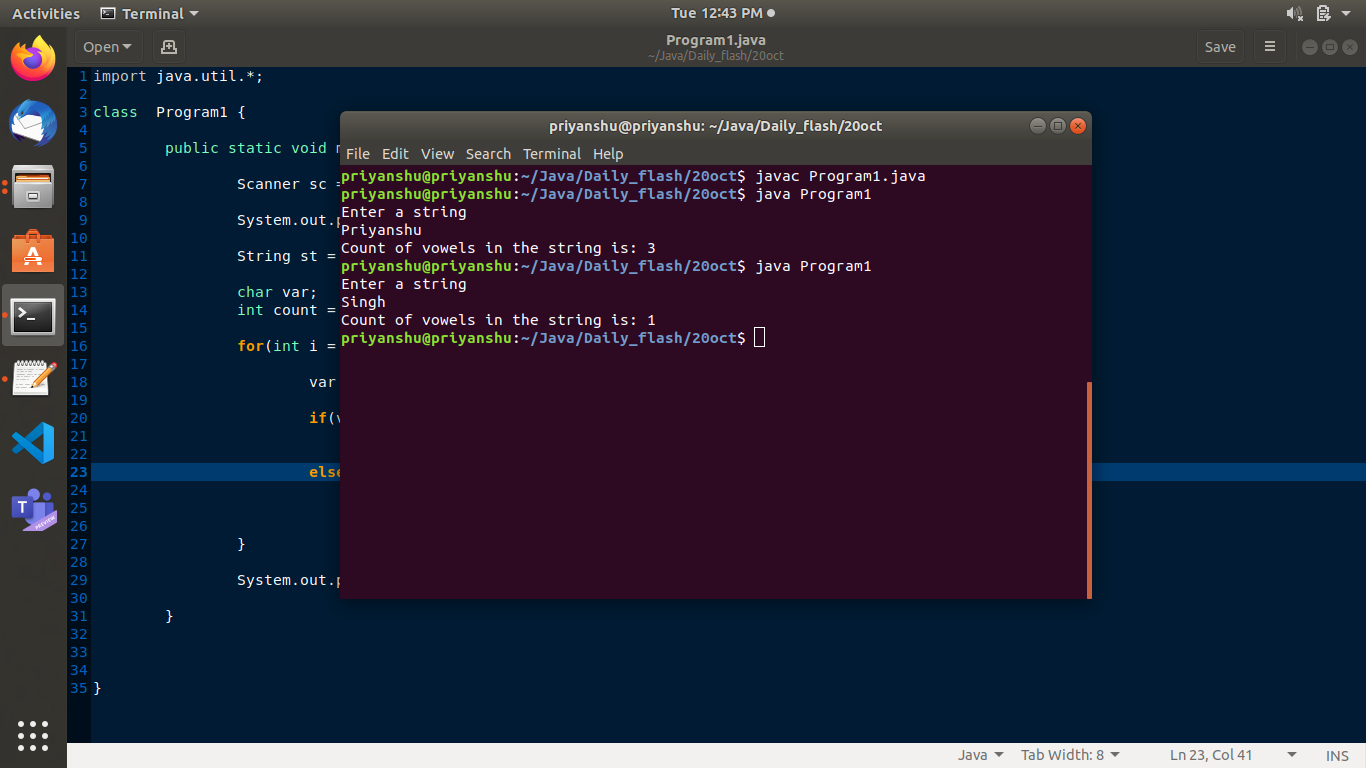 Activities Terminal Tue 12:43 PM
Open Program1.java Save
~/Java/Daily_flash/20oct
1 import java.util.*;
2
3 class  Program1 {
4
5 public static void
6
7 Scanner sc =
8
9 System.out.
10
11 String st =
12
13 char var;
14 int count =
15
16 for(int i =
17
18 var
19
20 if(
21
22
23 else
24
25
26
27 }
28
29 System.out.
30
31 }
32
33
34
35 }
priyanshu@priyanshu: ~/Java/Daily_flash/20oct
File Edit View Search Terminal Help
priyanshu@priyanshu:~/Java/Daily_flash/20oct$ javac Program1.java
priyanshu@priyanshu:~/Java/Daily_flash/20oct$ java Program1
Enter a string
Priyanshu
Count of vowels in the string is: 3
priyanshu@priyanshu:~/Java/Daily_flash/20oct$ java Program1
Enter a string
Singh
Count of vowels in the string is: 1
priyanshu@priyanshu:~/Java/Daily_flash/20oct$
T
PREVIEW
Java Tab Width: 8 Ln 23, Col 41 INS